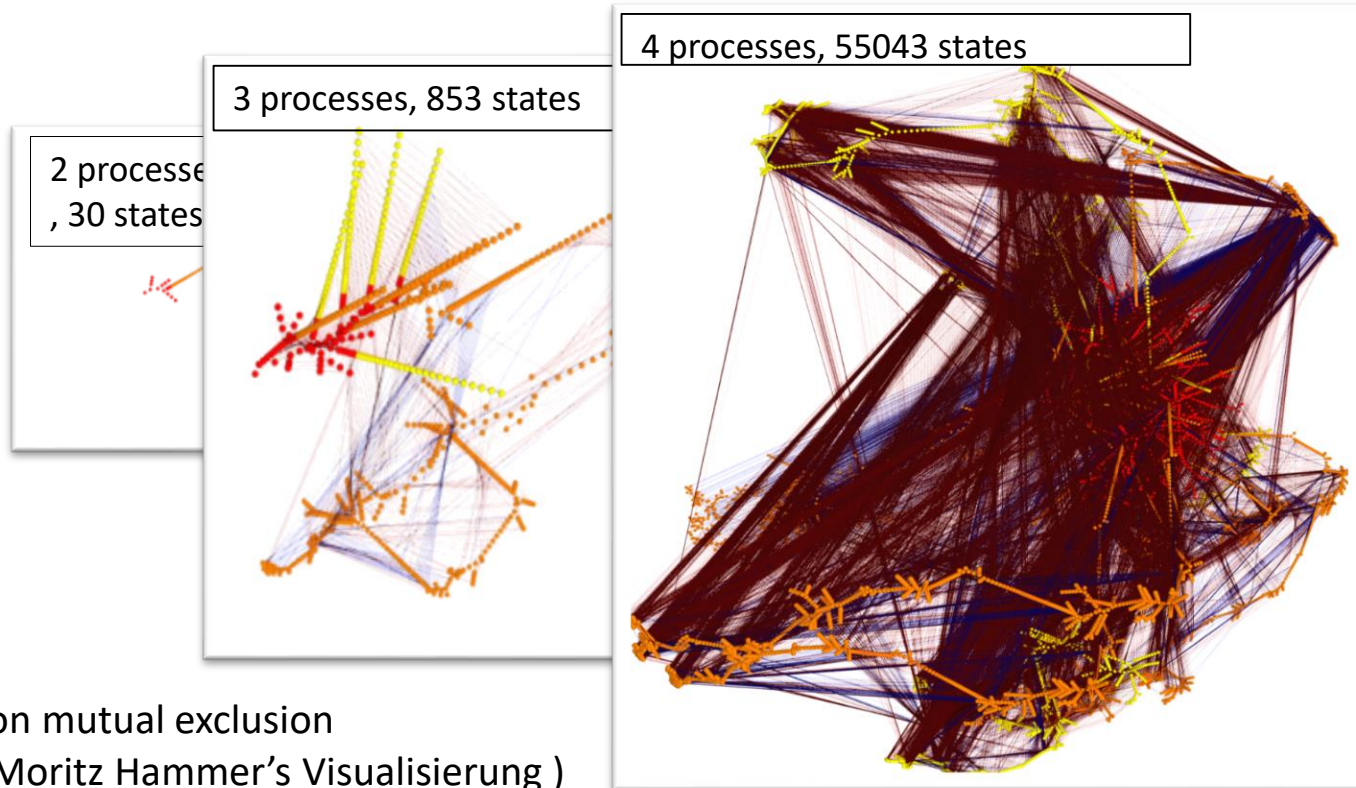 2 processe
, 30 states
3 processes, 853 states
4 processes, 55043 states
on mutual exclusion
Moritz Hammer’s Visualisierung )